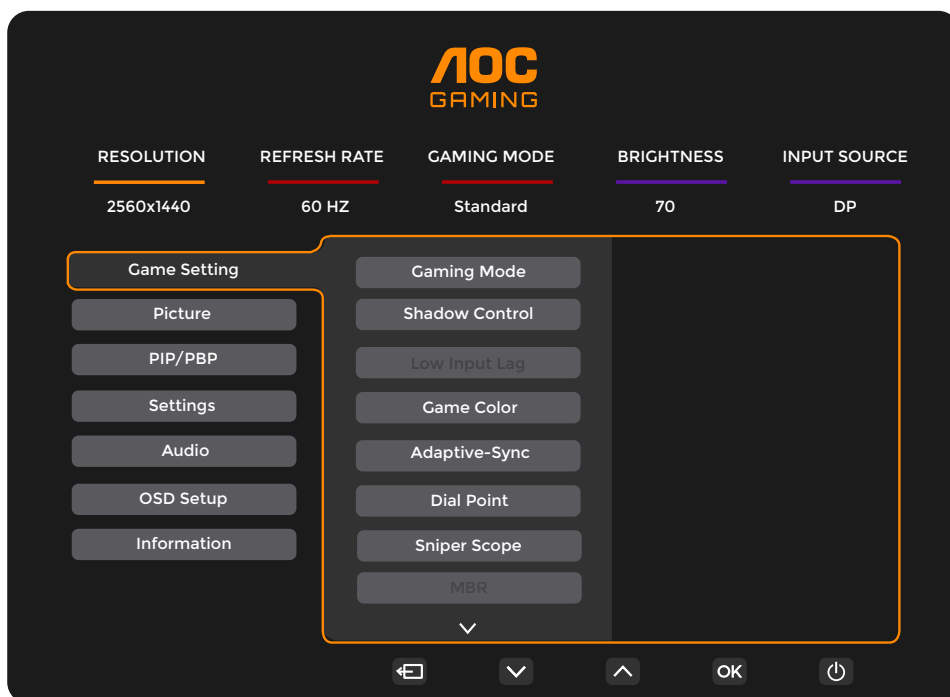 AOC
GAMING
RESOLUTION REFRESH RATE GAMING MODE BRIGHTNESS INPUT SOURCE
2560x1440 60 HZ Standard 70 DP
Game Setting
Picture
PIP/PBP
Settings
Audio
OSD Setup
Information
Gaming Mode
Shadow Control
Low Input Lag
Game Color
Adaptive-Sync
Dial Point
Sniper Scope
MBR
OK